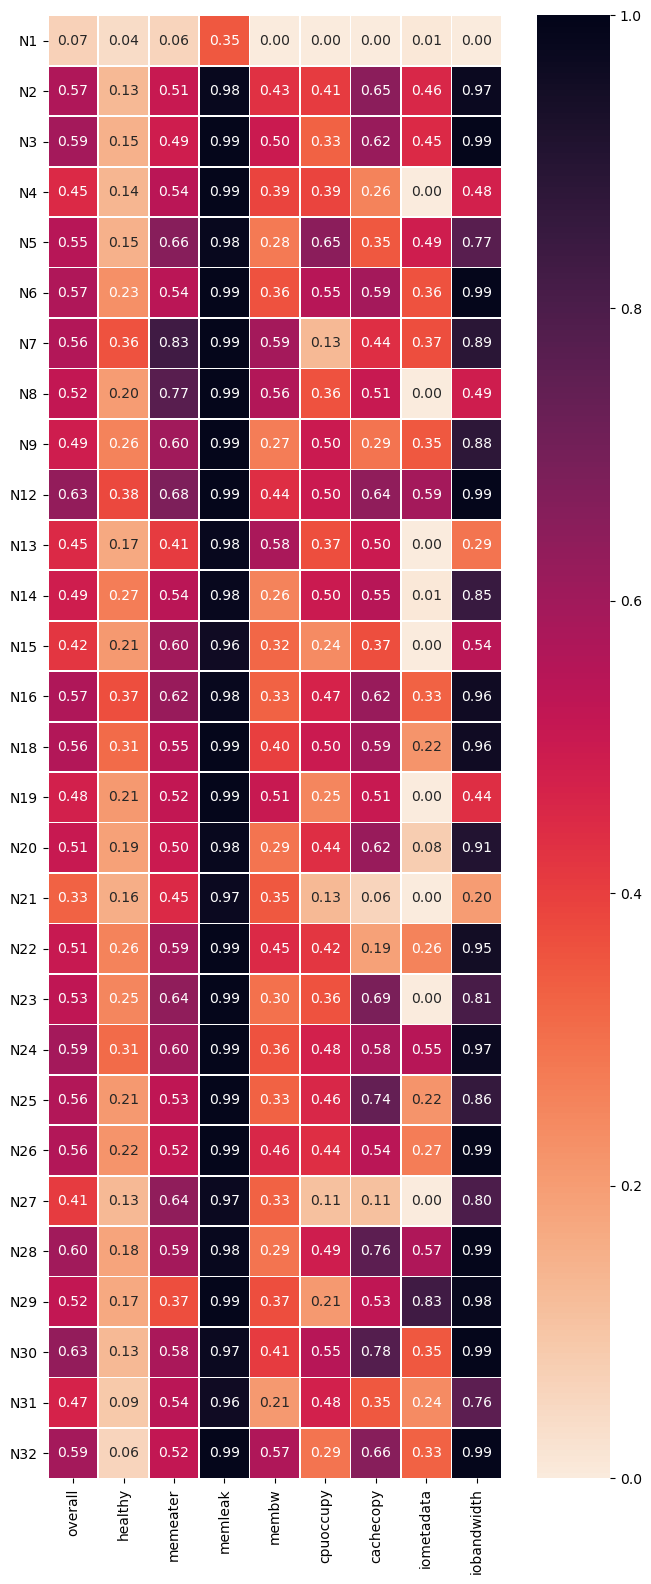 N1 0.07 0.04 0.06 0.35 0.00 0.00 0.00 0.01 0.00
N2 0.57 0.13 0.51 0.98 0.43 0.41 0.65 0.46 0.97
N3 0.59 0.15 0.49 0.99 0.50 0.33 0.62 0.45 0.99
N4 0.45 0.14 0.54 0.99 0.39 0.39 0.26 0.00 0.48
N5 0.55 0.15 0.66 0.98 0.28 0.65 0.35 0.49 0.77
N6 0.57 0.23 0.54 0.99 0.36 0.55 0.59 0.36 0.99
N7 0.56 0.36 0.83 0.99 0.59 0.13 0.44 0.37 0.89
N8 0.52 0.20 0.77 0.99 0.56 0.36 0.51 0.00 0.49
N9 0.49 0.26 0.60 0.99 0.27 0.50 0.29 0.35 0.88
N12 0.63 0.38 0.68 0.99 0.44 0.50 0.64 0.59 0.99
N13 0.45 0.17 0.41 0.98 0.58 0.37 0.50 0.00 0.29
N14 0.49 0.27 0.54 0.98 0.26 0.50 0.55 0.01 0.85
N15 0.42 0.21 0.60 0.96 0.32 0.24 0.37 0.00 0.54
N16 0.57 0.37 0.62 0.98 0.33 0.47 0.62 0.33 0.96
N18 0.56 0.31 0.55 0.99 0.40 0.50 0.59 0.22 0.96
N19 0.48 0.21 0.52 0.99 0.51 0.25 0.51 0.00 0.44
N20 0.51 0.19 0.50 0.98 0.29 0.44 0.62 0.08 0.91
N21 0.33 0.16 0.45 0.97 0.35 0.13 0.06 0.00 0.20
N22 0.51 0.26 0.59 0.99 0.45 0.42 0.19 0.26 0.95
N23 0.53 0.25 0.64 0.99 0.30 0.36 0.69 0.00 0.81
N24 0.59 0.31 0.60 0.99 0.36 0.48 0.58 0.55 0.97
N25 0.56 0.21 0.53 0.99 0.33 0.46 0.74 0.22 0.86
N26 0.56 0.22 0.52 0.99 0.46 0.44 0.54 0.27 0.99
N27 0.41 0.13 0.64 0.97 0.33 0.11 0.11 0.00 0.80
N28 0.60 0.18 0.59 0.98 0.29 0.49 0.76 0.57 0.99
N29 0.52 0.17 0.37 0.99 0.37 0.21 0.53 0.83 0.98
N30 0.63 0.13 0.58 0.97 0.41 0.55 0.78 0.35 0.99
N31 0.47 0.09 0.54 0.96 0.21 0.48 0.35 0.24 0.76
N32 0.59 0.06 0.52 0.99 0.57 0.29 0.66 0.33 0.99
overall
healthy
memeater
memleak
membw
cpuoccupy
cachecopy
iometadata
iobandwidth
1.0
0.8
0.6
0.4
0.2
0.0